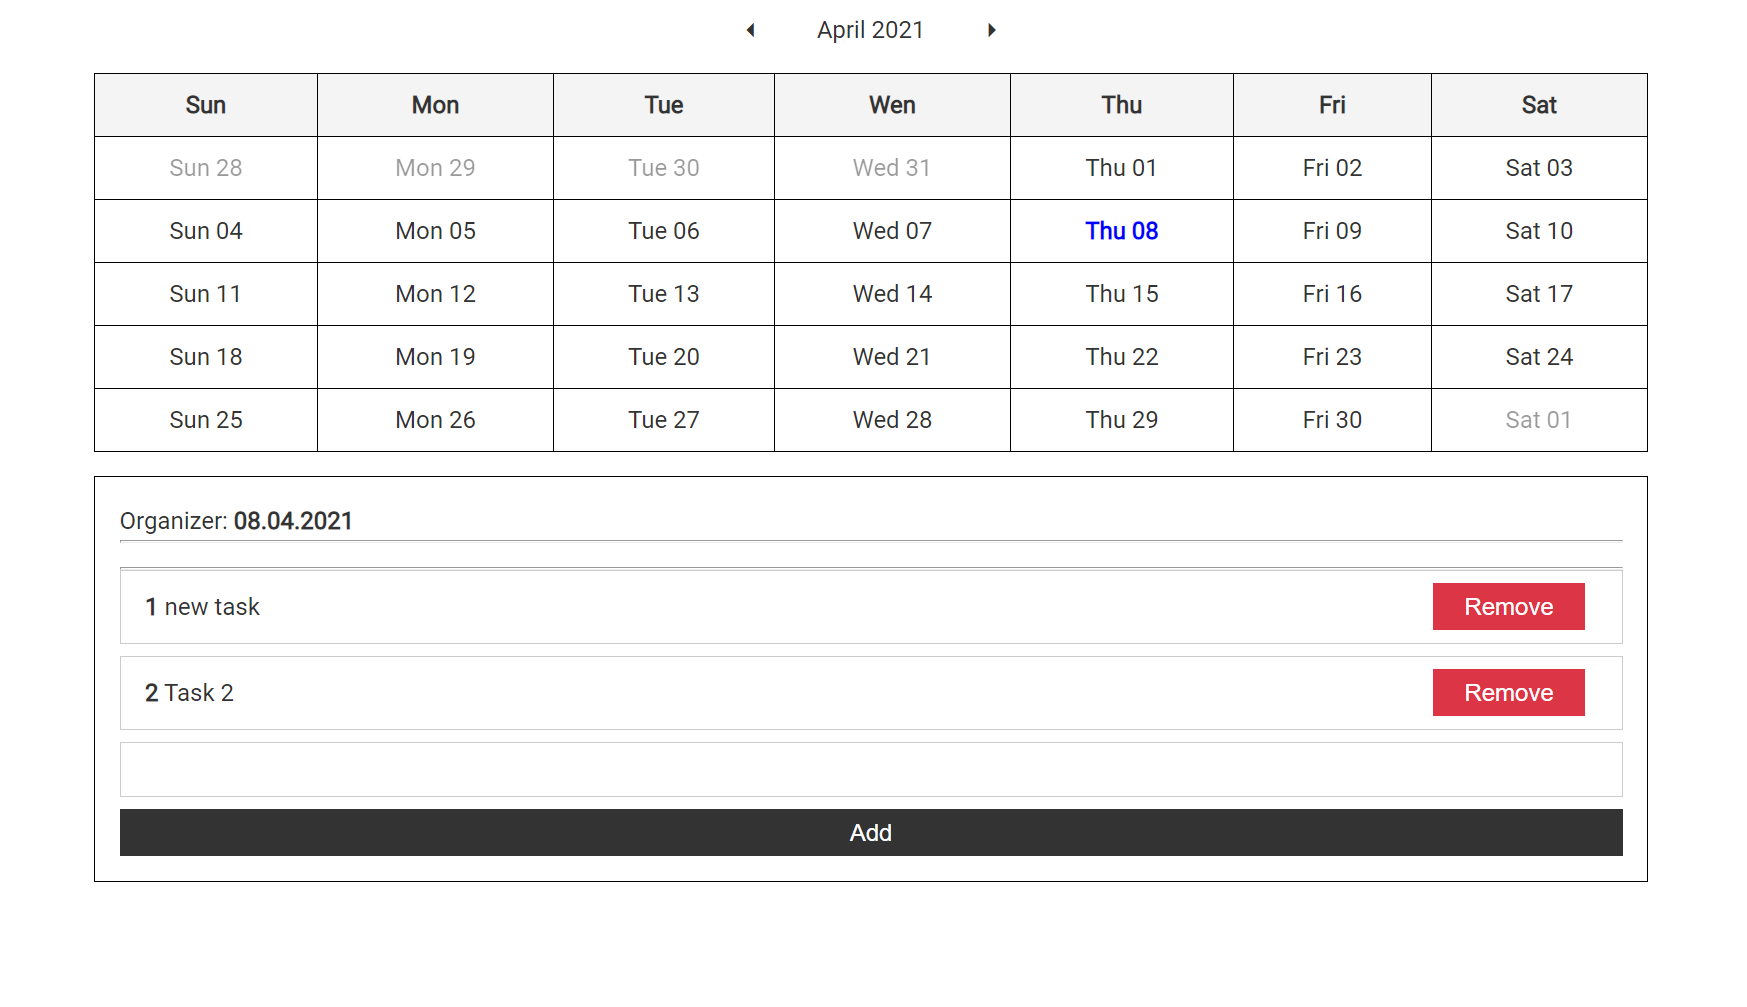 April 2021
Sun Mon Tue Wen Thu Fri Sat
Sun 28 Mon 29 Tue 30 Wed 31 Thu 01 Fri 02 Sat 03
Sun 04 Mon 05 Tue 06 Wed 07 Thu 08 Fri 09 Sat 10
Sun 11 Mon 12 Tue 13 Wed 14 Thu 15 Fri 16 Sat 17
Sun 18 Mon 19 Tue 20 Wed 21 Thu 22 Fri 23 Sat 24
Sun 25 Mon 26 Tue 27 Wed 28 Thu 29 Fri 30 Sat 01
Organizer: 08.04.2021
1 new task Remove
2 Task 2 Remove
Add